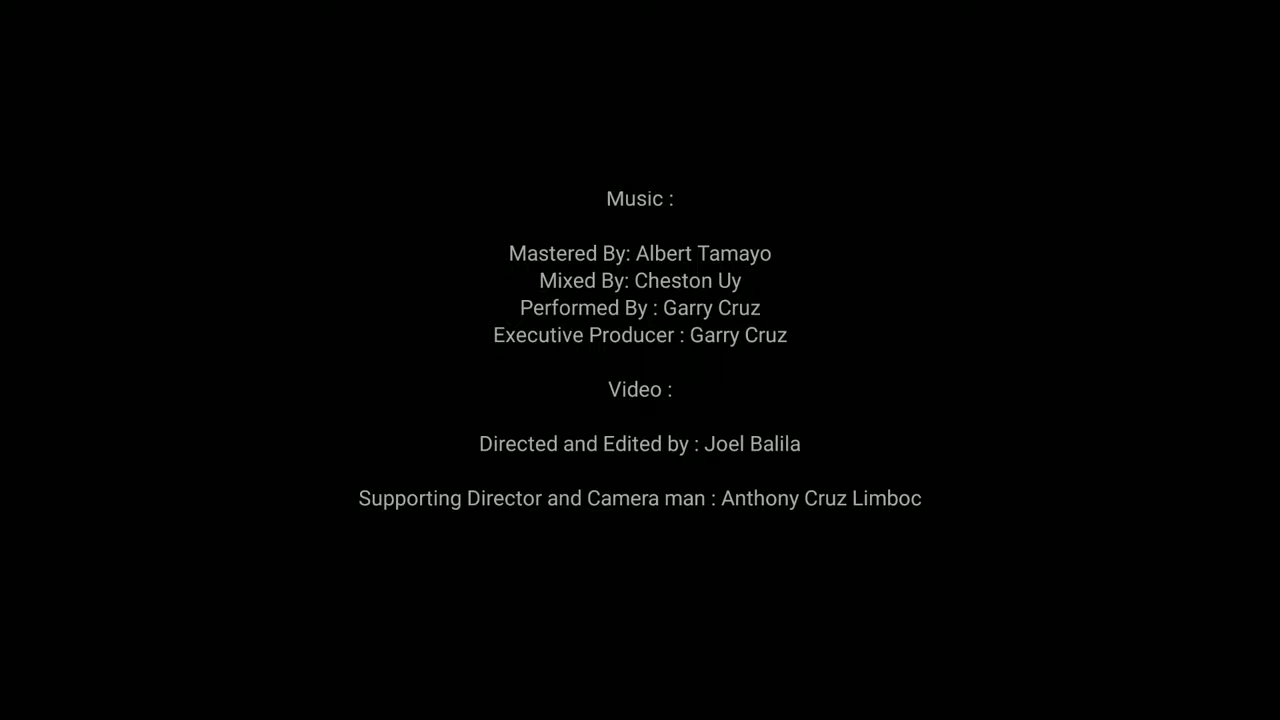 Music :
Mastered By: Albert Tamayo
Mixed By: Cheston Uy
Performed By : Garry Cruz
Executive Producer : Garry Cruz
Video :
Directed and Edited by : Joel Balila
Supporting Director and Camera man : Anthony Cruz Limboc